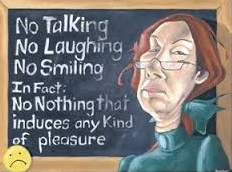 No Talking
No Laughing
No Smiling
In Fact:
No Nothing that
induces any Kind
of pleasure